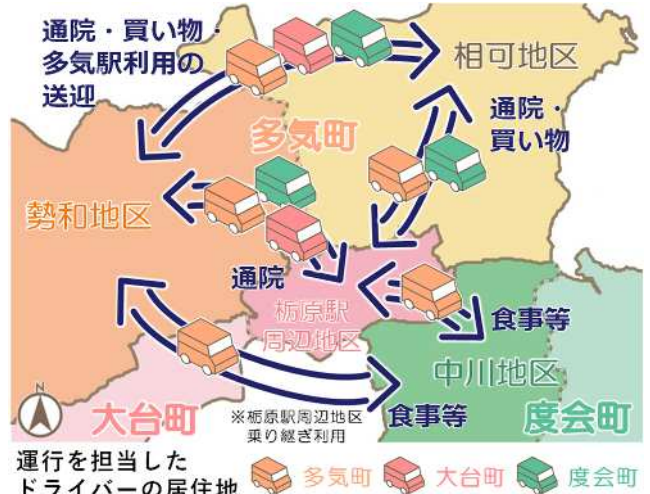 通院・買い物・
多気駅利用の
送迎
相可地区
通院・
買い物
多気町
勢和地区
通院
栃原駅
周辺地区
食事等
中川地区
N
大台町
※栃原駅周辺地区
乗り継ぎ利用
食事等
度会町
運行を担当した
ドライバーの居住地
多気町
大台町
度会町